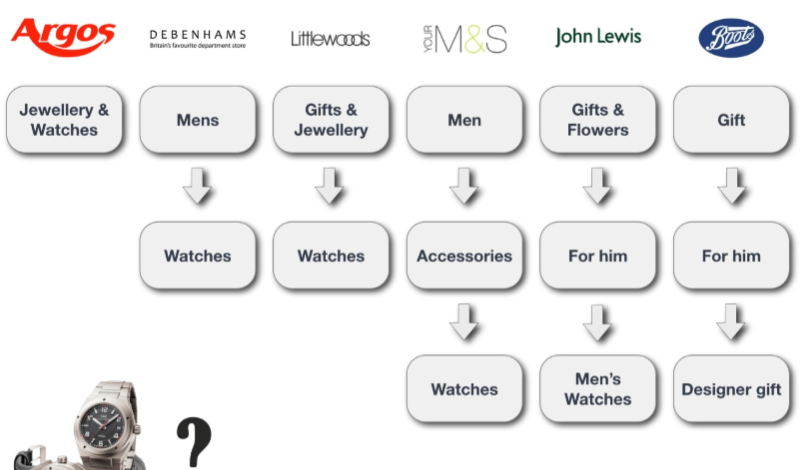 Argos
DEBENHAMS
Britain's favourite department store
Littlewoods
YOUR M&S
John Lewis
Boots
Jewellery &
Watches
Mens
Gifts &
Jewellery
Men
Gifts &
Flowers
Gift
Watches
Watches
Accessories
For him
For him
Watches
Men's
Watches
Designer gift
?